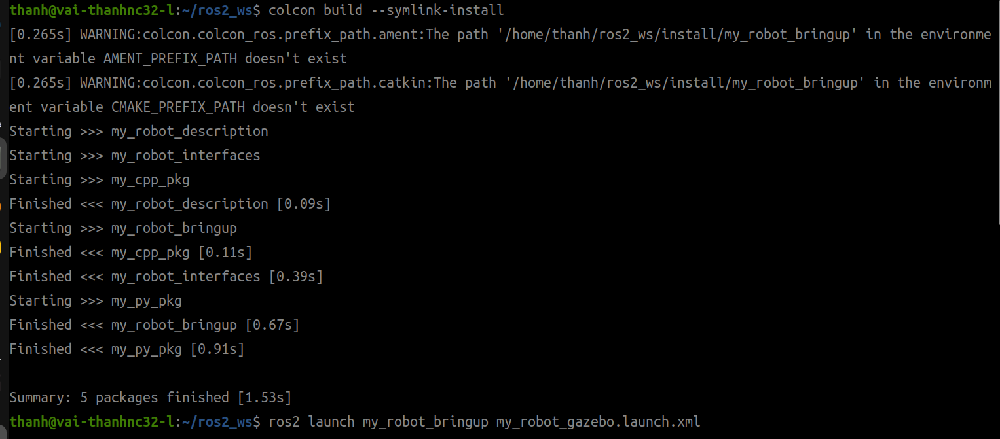 thanh@vai-thanhnc32-l:~/ros2_ws$ colcon build --symlink-install
[0.265s] WARNING:colcon.colcon_ros.prefix_path.ament:The path '/home/thanh/ros2_ws/install/my_robot_bringup' in the environme
nt variable AMENT_PREFIX_PATH doesn't exist
[0.265s] WARNING:colcon.colcon_ros.prefix_path.catkin:The path '/home/thanh/ros2_ws/install/my_robot_bringup' in the environm
ent variable CMAKE_PREFIX_PATH doesn't exist
Starting >>> my_robot_description
Starting >>> my_robot_interfaces
Starting >>> my_cpp_pkg
Finished <<< my_robot_description [0.09s]
Starting >>> my_robot_bringup
Finished <<< my_cpp_pkg [0.11s]
Finished <<< my_robot_interfaces [0.39s]
Starting >>> my_py_pkg
Finished <<< my_robot_bringup [0.67s]
Finished <<< my_py_pkg [0.91s]
Summary: 5 packages finished [1.53s]
thanh@vai-thanhnc32-l:~/ros2_ws$ ros2 launch my_robot_bringup my_robot_gazebo.launch.xml